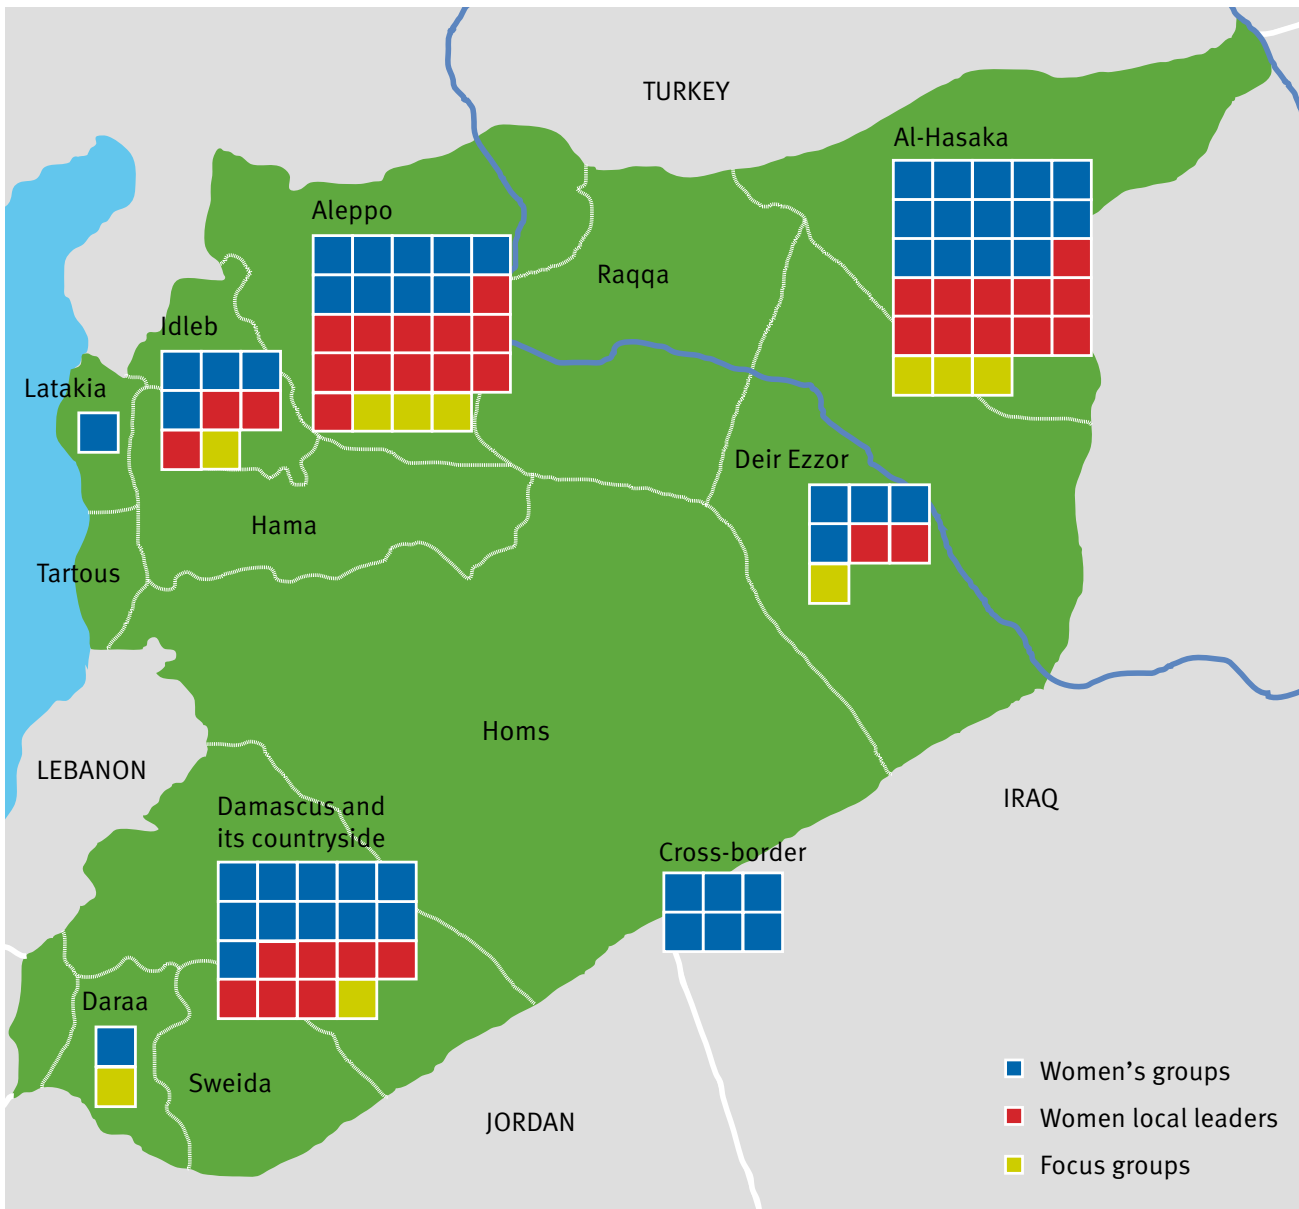 TURKEY
Al-Hasaka
Aleppo
Raqqa
Idleb
Latakia
Deir Ezzor
Hama
Tartous
Homs
LEBANON
IRAQ
Damascus and
its countryside
Cross-border
Daraa
Sweida
JORDAN
Women’s groups
Women local leaders
Focus groups